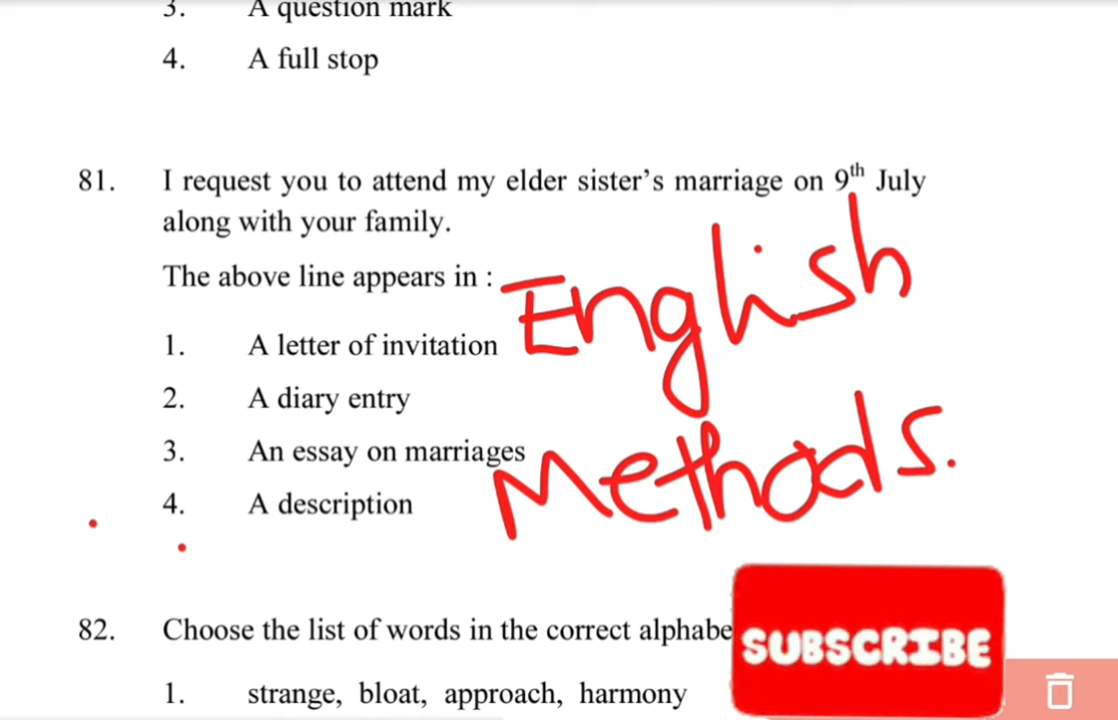 3. A question mark
4. A full stop
81. I request you to attend my elder sister's marriage on 9th July
along with your family.
The above line appears in :
English
1. A letter of invitation
2. A diary entry
3. An essay on marriages
Methods.
4. A description
82. Choose the list of words in the correct
SUBSCRIBE
1. strange, bloat, approach, harmony